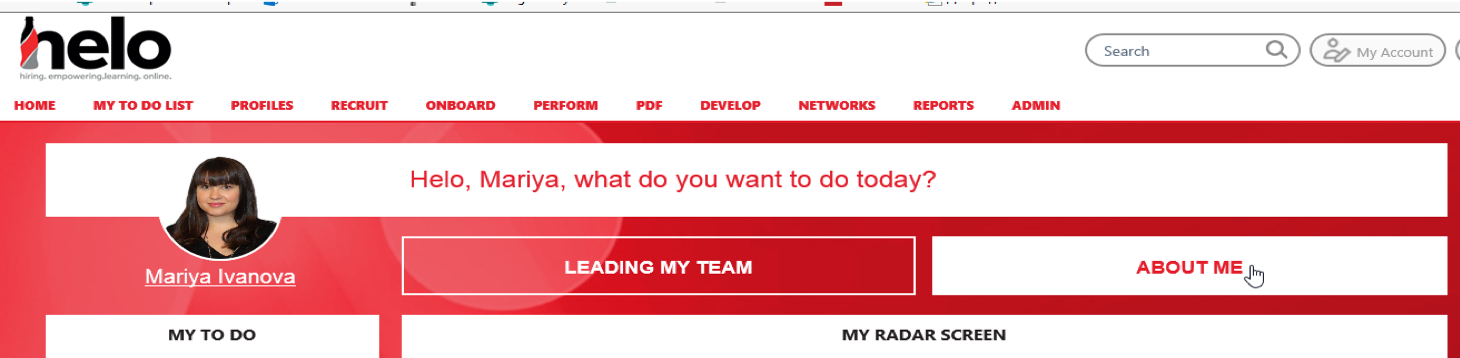 helo
hiring. empowering.learning. online.
Search
My Account
HOME MY TO DO LIST PROFILES RECRUIT ONBOARD PERFORM PDF DEVELOP NETWORKS REPORTS ADMIN
Helo, Mariya, what do you want to do today?
Mariya Ivanova
LEADING MY TEAM
ABOUT ME
MY TO DO
MY RADAR SCREEN